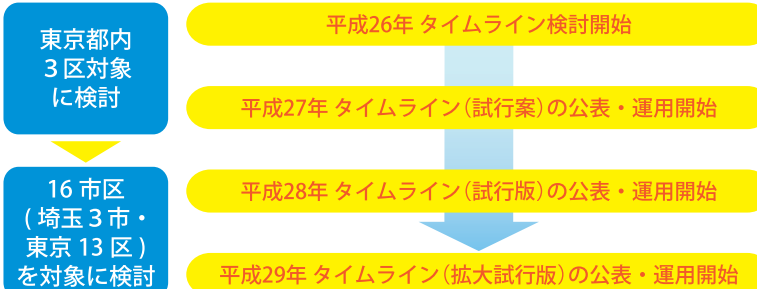 東京都内
３区対象
に検討
16 市区
( 埼玉３市・
東京 13 区 )
を対象に検討
平成26年 タイムライン検討開始
平成27年 タイムライン（試行案）の公表・運用開始
平成28年 タイムライン（試行版）の公表・運用開始
平成29年 タイムライン（拡大試行版）の公表・運用開始